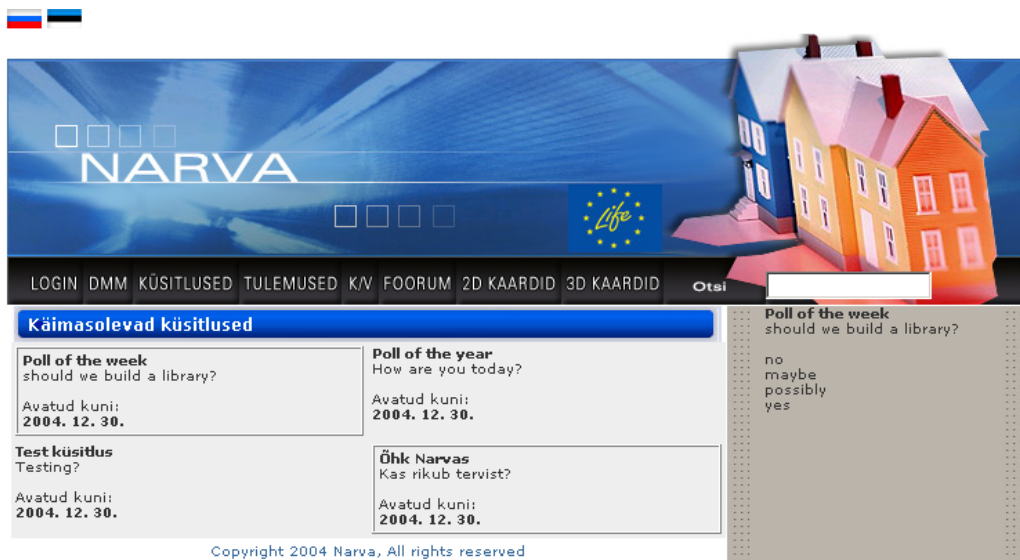 NARVA
Life
LOGIN DMM KÜSITLUSED TULEMUSED K/V FOORUM 2D KAARDID 3D KAARDID Otsi
Käimasolevad küsitlused
Poll of the week
should we build a library?
Avatud kuni:
2004. 12. 30.
Poll of the year
How are you today?
Avatud kuni:
2004. 12. 30.
Test küsitlus
Testing?
Avatud kuni:
2004. 12. 30.
Õhk Narvas
Kas rikub tervist?
Avatud kuni:
2004. 12. 30.
Poll of the week
should we build a library?
no
maybe
possibly
yes
Copyright 2004 Narva, All rights reserved